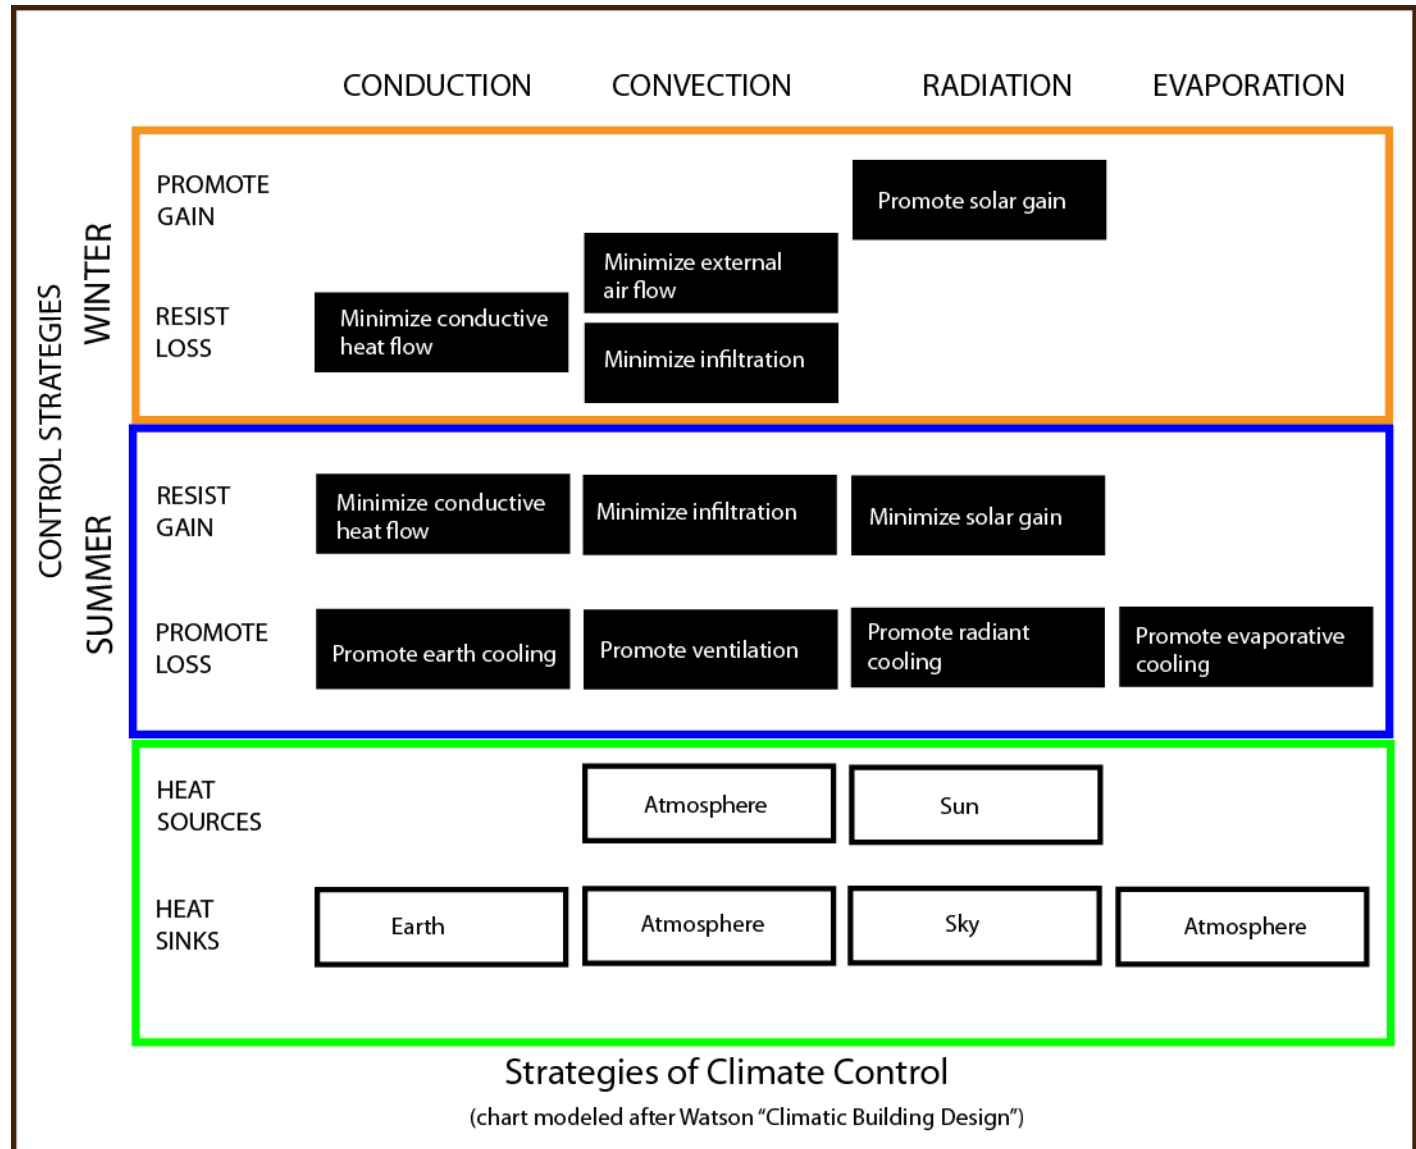 CONDUCTION CONVECTION RADIATION EVAPORATION
CONTROL STRATEGIES
WINTER
PROMOTE
GAIN
Promote solar gain
RESIST
LOSS
Minimize conductive
heat flow
Minimize external
air flow
Minimize infiltration
SUMMER
RESIST
GAIN
Minimize conductive
heat flow
Minimize infiltration
Minimize solar gain
PROMOTE
LOSS
Promote earth cooling
Promote ventilation
Promote radiant
cooling
Promote evaporative
cooling
HEAT
SOURCES
Atmosphere
Sun
HEAT
SINKS
Earth
Atmosphere
Sky
Atmosphere
Strategies of Climate Control
(chart modeled after Watson “Climatic Building Design”)